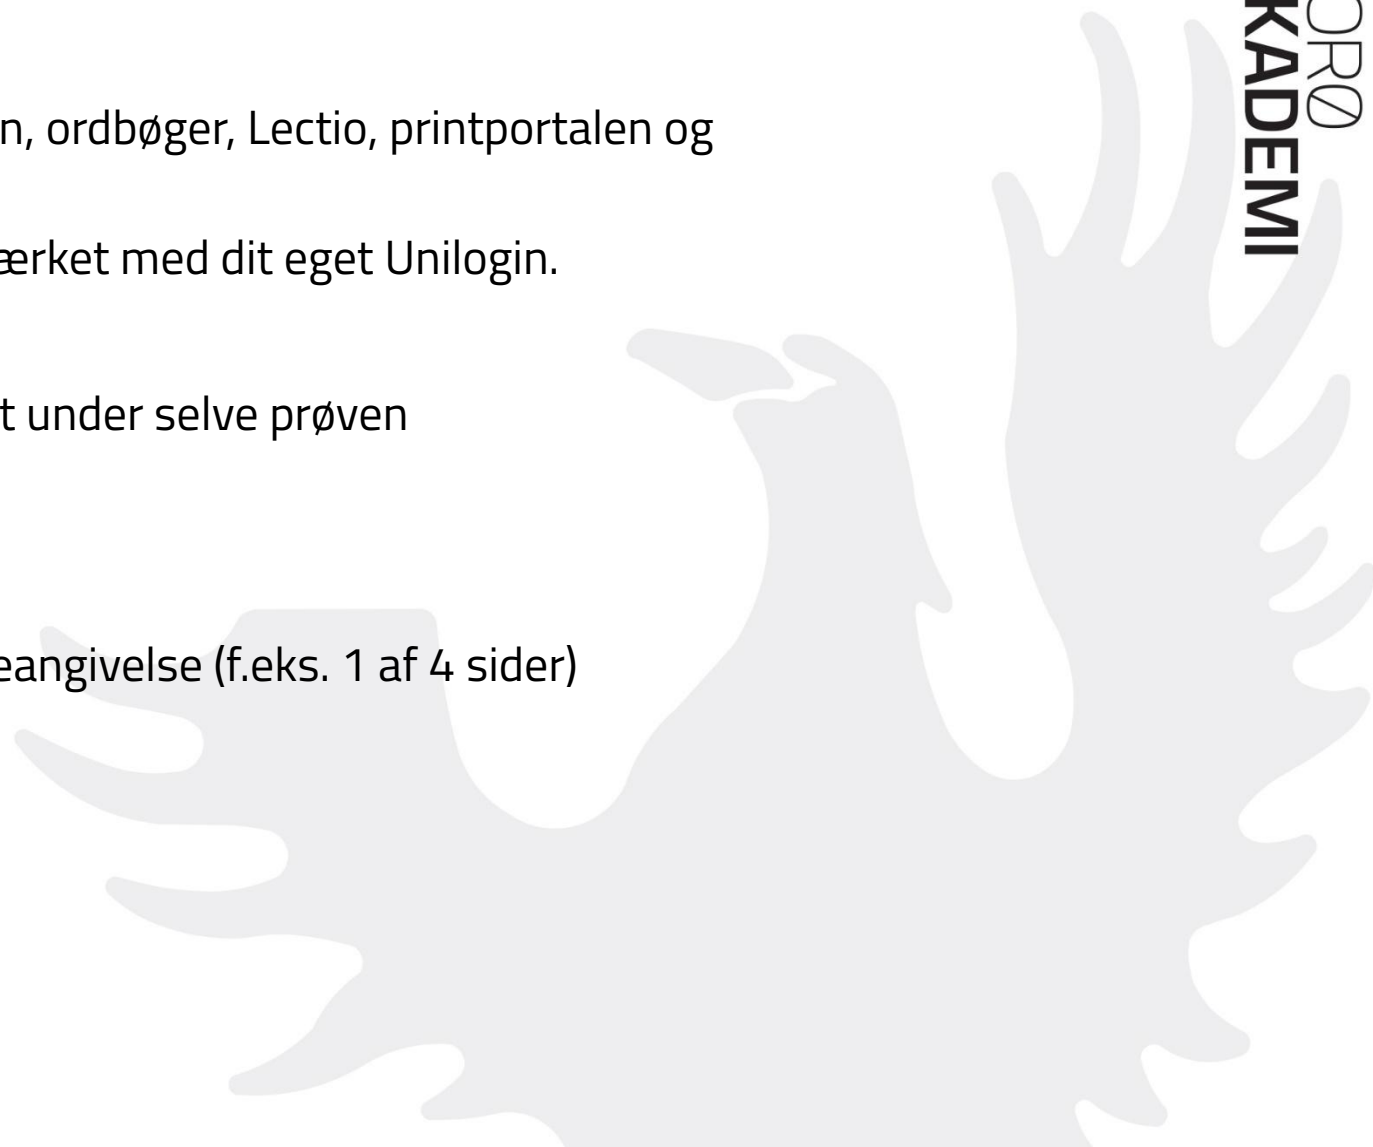 n, ordbøger, Lectio, printportalen og
ærket med dit eget Unilogin.
t under selve prøven
eangivelse (f.eks. 1 af 4 sider)
ORØ
KADEMI